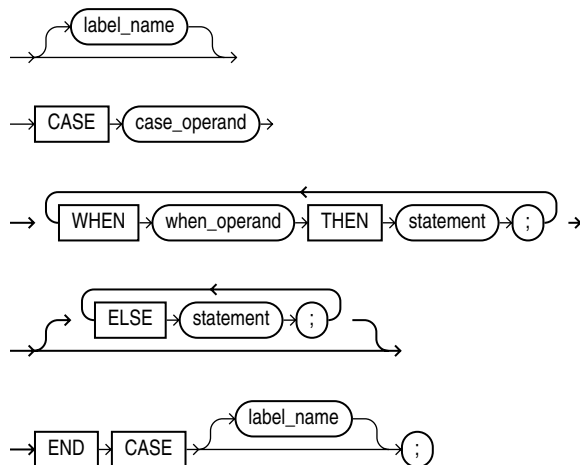 label_name
CASE case_operand
WHEN when_operand THEN statement ;
ELSE statement ;
label_name
END CASE ;